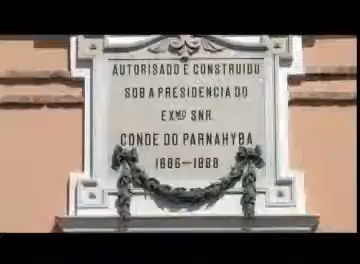 AUTORISADO E CONSTRUIDO
SOB A PRESIDENCIA DO
EXMO SNR.
CONDE DO PARNAHYBA
1886-1888